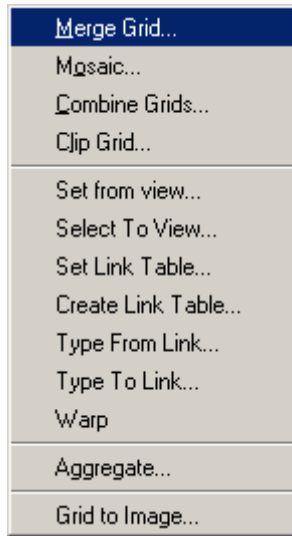 Merge Grid...
Mosaic...
Combine Grids...
Clip Grid...
Set from view...
Select To View...
Set Link Table...
Create Link Table...
Type From Link...
Type To Link...
Warp
Aggregate...
Grid to Image...